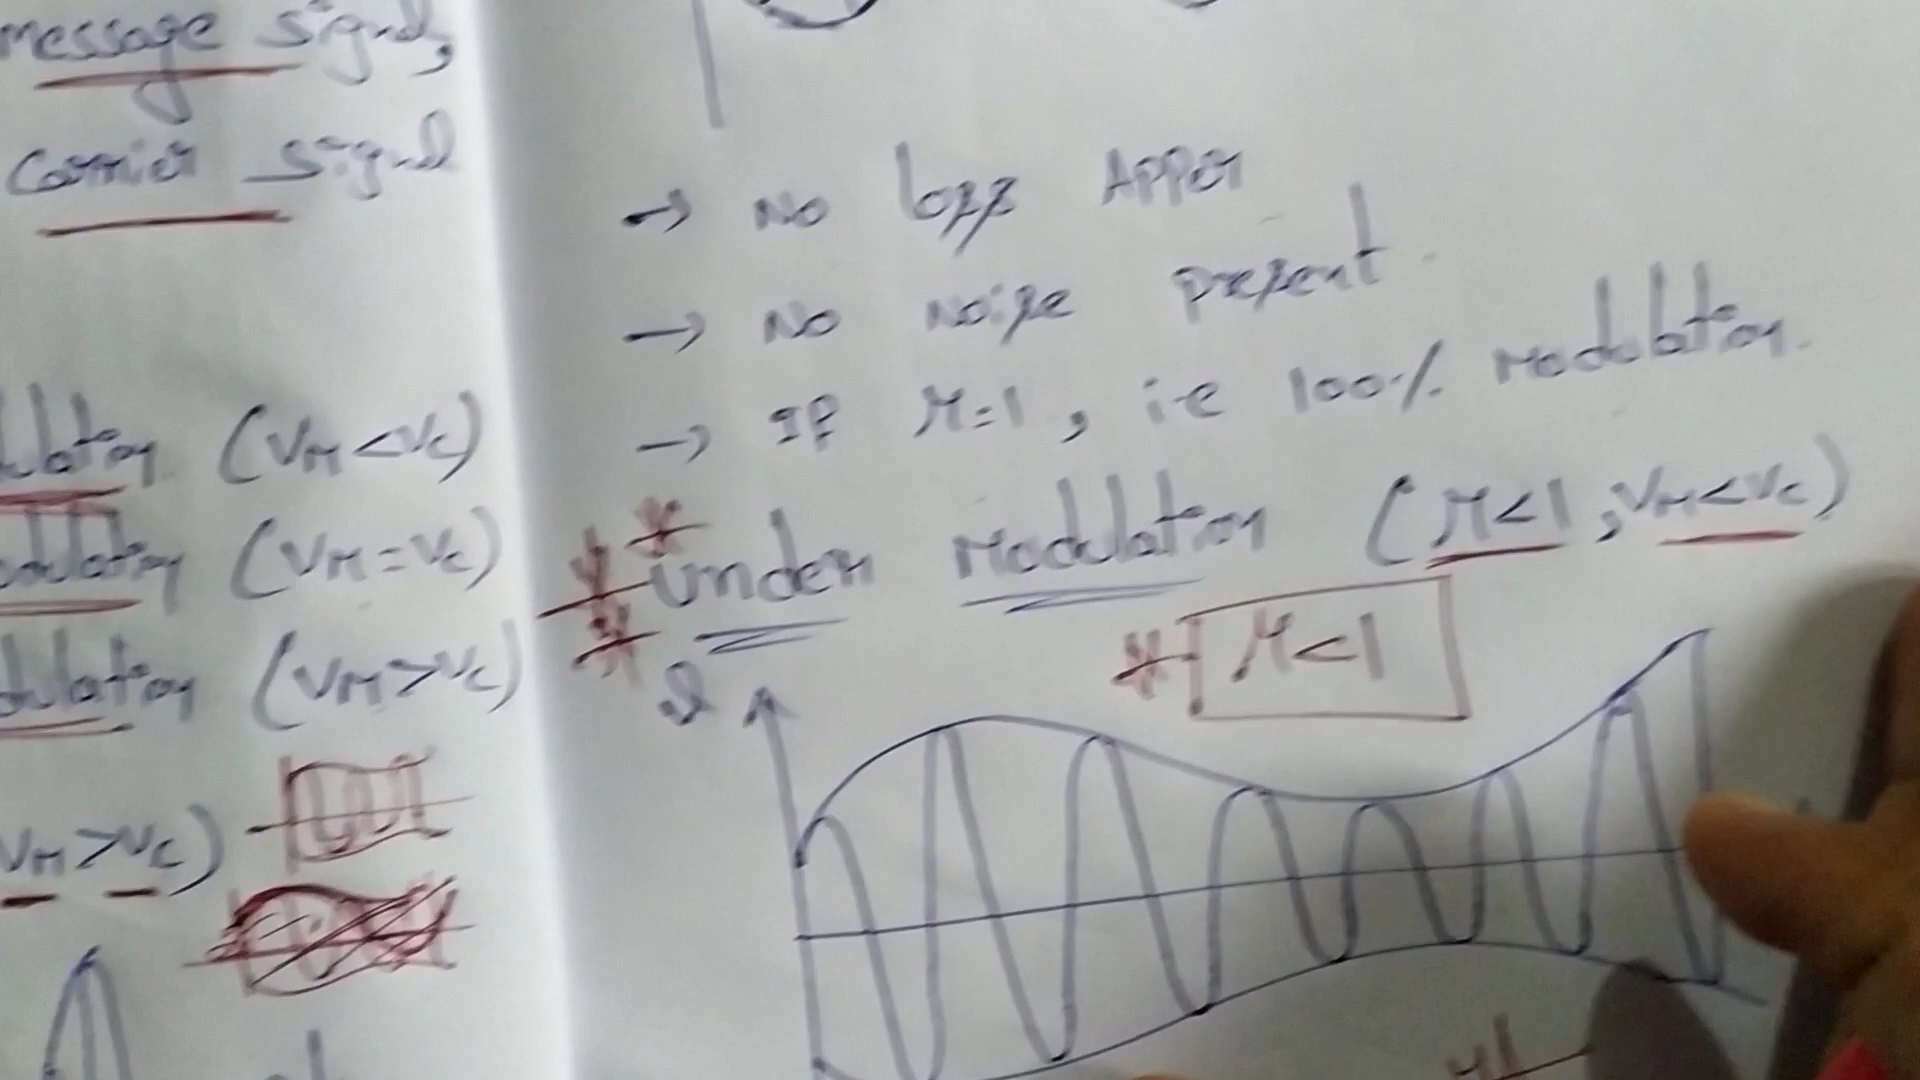 message signal,
carrier signal
(VM<VC)
(VM=VC)
(VM>VC)
VM>VC)
→ No loss Apper
→ No Noise present.
→ If μ=1, i.e 100% Modulation.
Under Modulation (μ<1, VM<VC)
μ<1